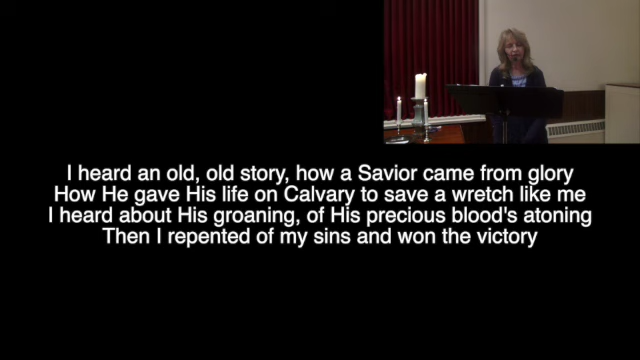 I heard an old, old story, how a Savior came from glory
How He gave His life on Calvary to save a wretch like me
I heard about His groaning, of His precious blood's atoning
Then I repented of my sins and won the victory